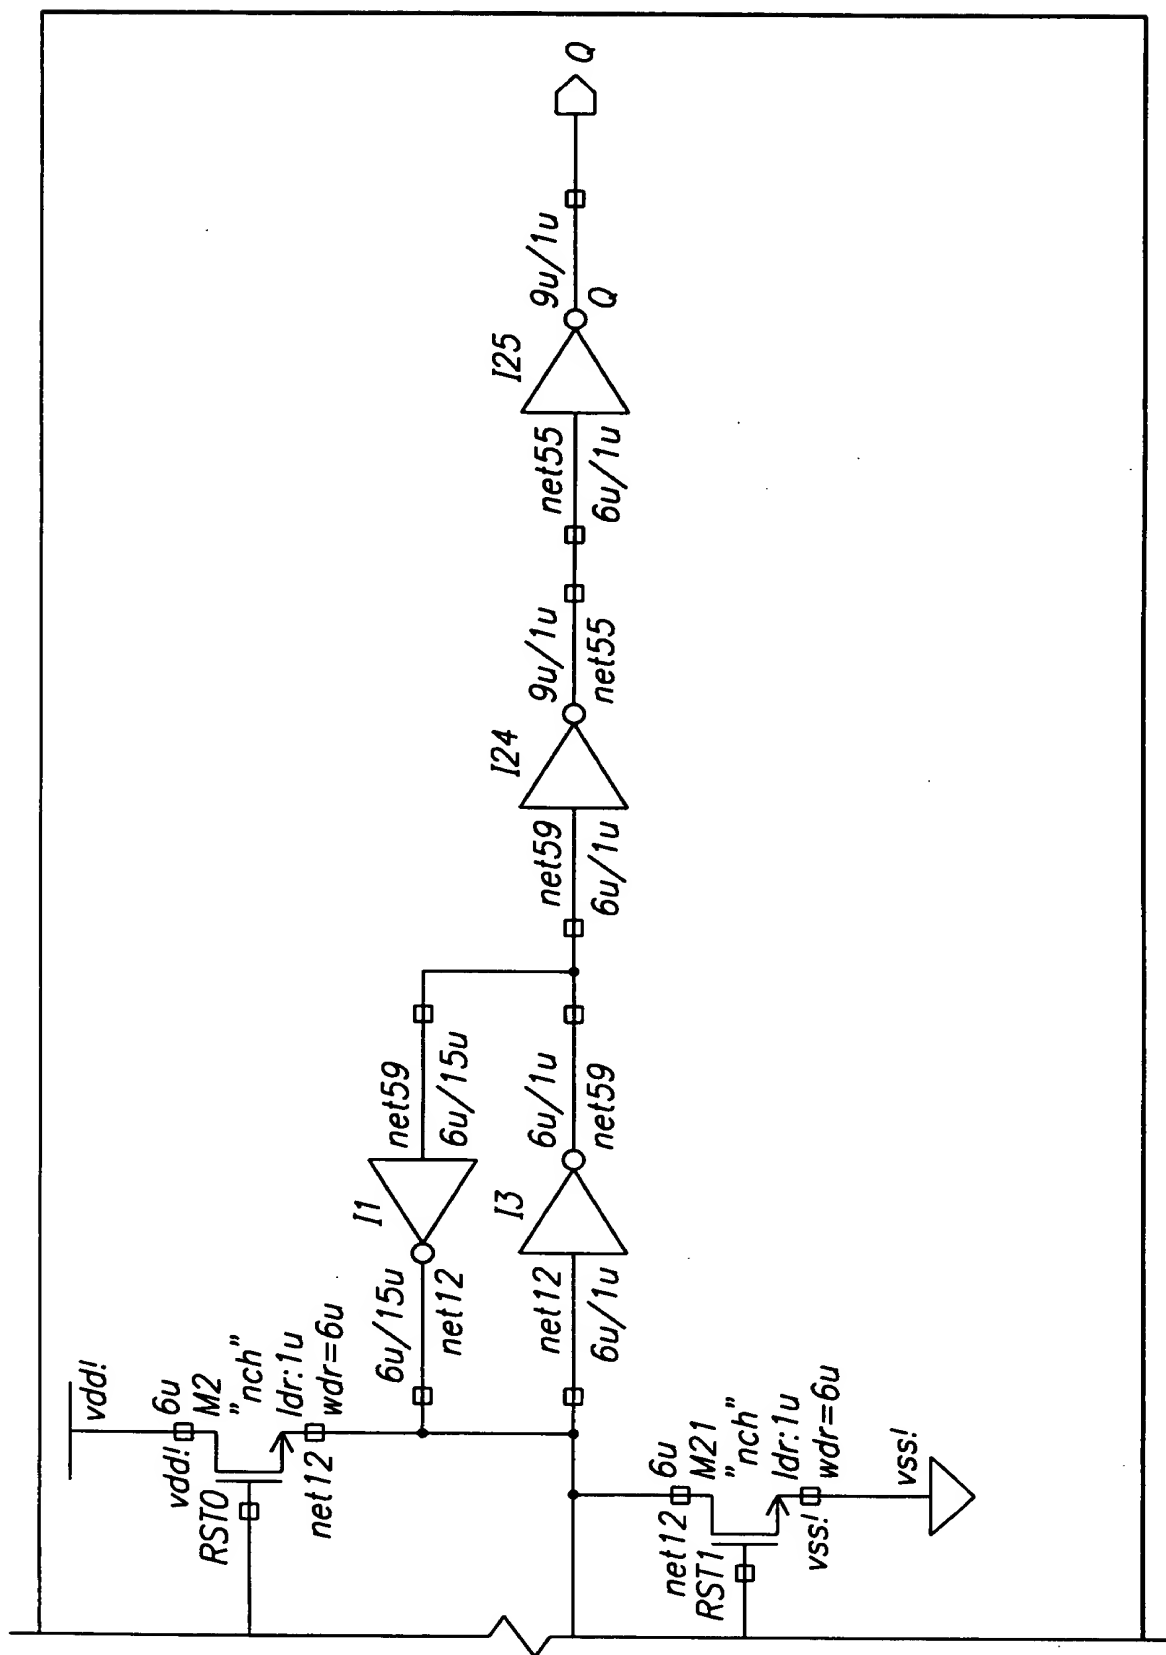 vdd!
6u
vdd!
M2
"nch"
RST0
ldr:1u
wdr=6u
net12
I1
6u/15u
net12
net59
6u/15u
I3
net12
6u/1u
6u/1u
net59
6u
net12
M21
"nch"
RST1
ldr:1u
wdr=6u
vss!
vss!
I24
net59
6u/1u
9u/1u
net55
I25
net55
6u/1u
9u/1u
Q
Q